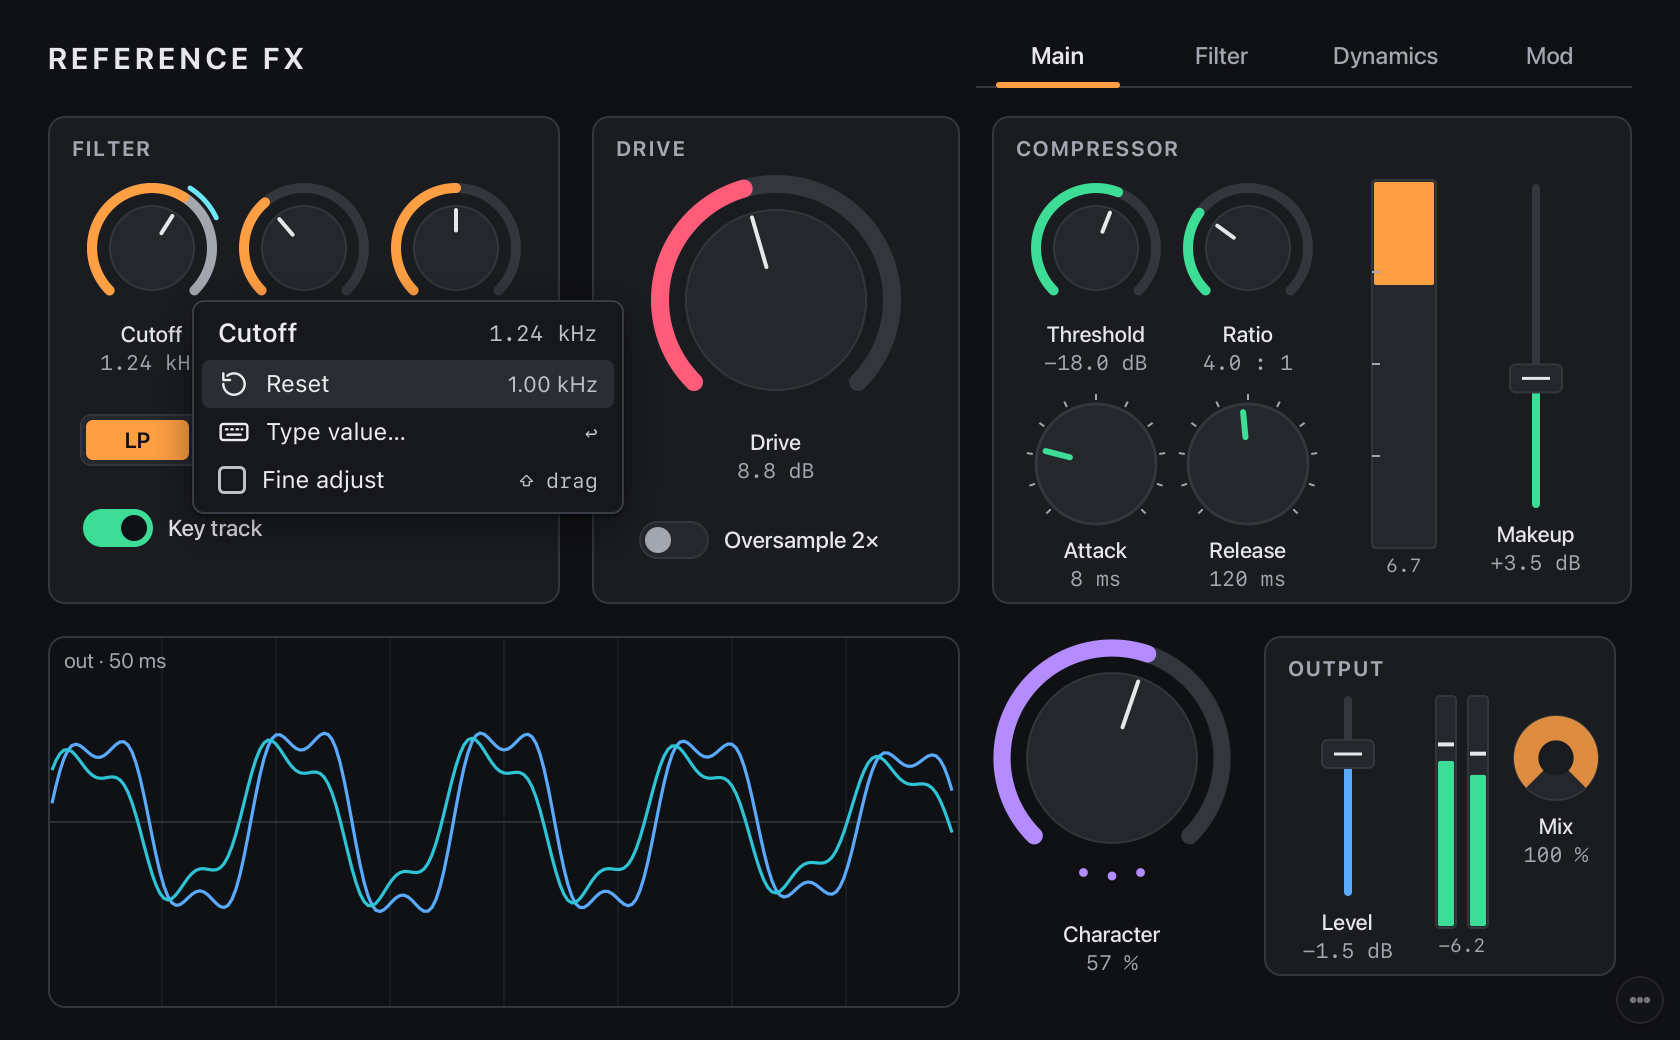 REFERENCE FX
Main
Filter
Dynamics
Mod
FILTER
Cutoff
1.24 kH
LP
Key track
Cutoff
1.24 kHz
Reset
1.00 kHz
Type value...
↩
Fine adjust
⇧ drag
DRIVE
Drive
8.8 dB
Oversample 2×
COMPRESSOR
Threshold
−18.0 dB
Ratio
4.0 : 1
Attack
8 ms
Release
120 ms
6.7
Makeup
+3.5 dB
out · 50 ms
Character
57 %
OUTPUT
Level
−1.5 dB
−6.2
Mix
100 %